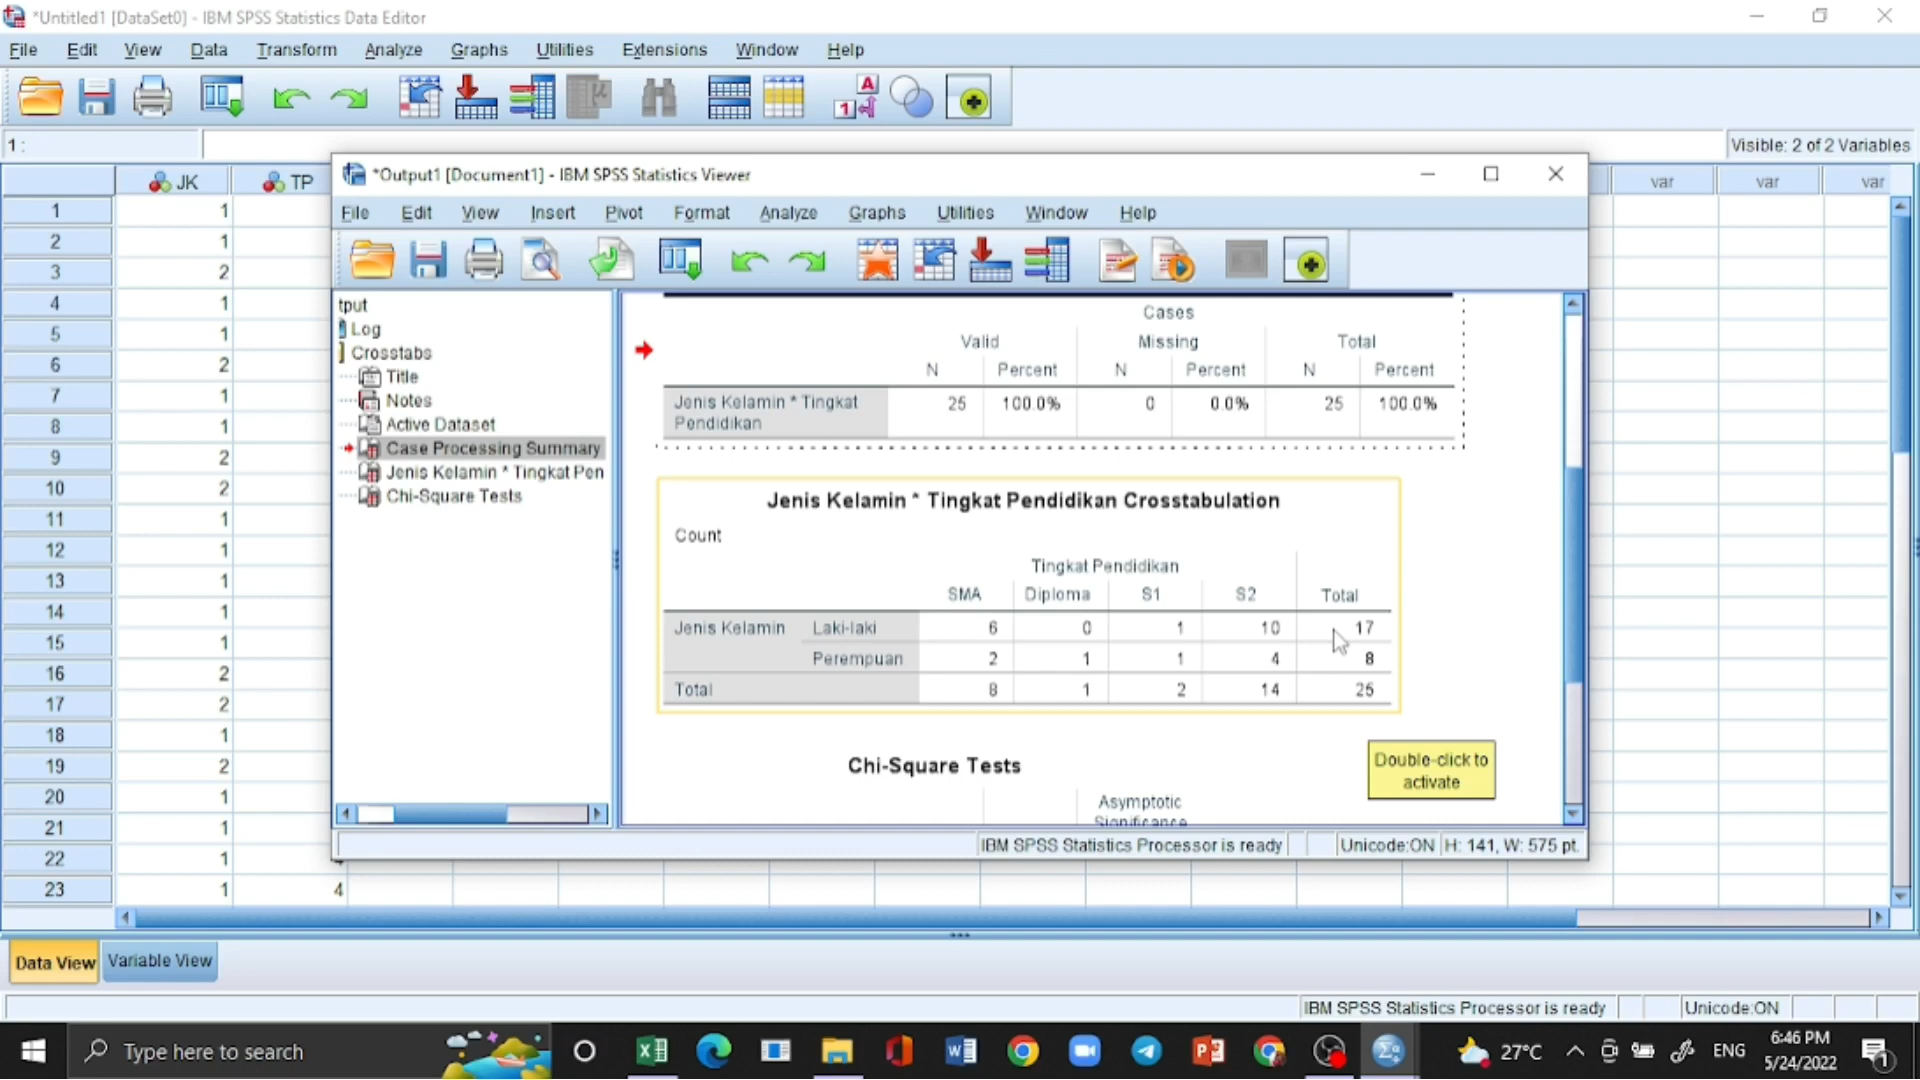 *Untitled1 [DataSet0] - IBM SPSS Statistics Data Editor
File Edit View Data Transform Analyze Graphs Utilities Extensions Window Help
1 :
Visible: 2 of 2 Variables
JK TP var var var
1 1
2 1
3 2
4 1
5 1
6 2
7 1
8 1
9 2
10 2
11 1
12 1
13 1
14 1
15 1
16 2
17 2
18 1
19 2
20 1
21 1
22 1
23 1 4
*Output1 [Document1] - IBM SPSS Statistics Viewer
File Edit View Insert Pivot Format Analyze Graphs Utilities Window Help
tput
Log
Crosstabs
Title
Notes
Active Dataset
Case Processing Summary
Jenis Kelamin * Tingkat Pen
Chi-Square Tests
Cases
Valid Missing Total
N Percent N Percent N Percent
Jenis Kelamin * Tingkat
Pendidikan
25 100.0% 0 0.0% 25 100.0%
Jenis Kelamin * Tingkat Pendidikan Crosstabulation
Count
Tingkat Pendidikan
SMA Diploma S1 S2 Total
Jenis Kelamin Laki-laki 6 0 1 10 17
Perempuan 2 1 1 4 8
Total 8 1 2 14 25
Chi-Square Tests
Double-click to
activate
Asymptotic
Significance
IBM SPSS Statistics Processor is ready Unicode:ON H: 141, W: 575 pt.
Data View Variable View
IBM SPSS Statistics Processor is ready Unicode:ON
Type here to search
27°C
ENG
6:46 PM
5/24/2022
1